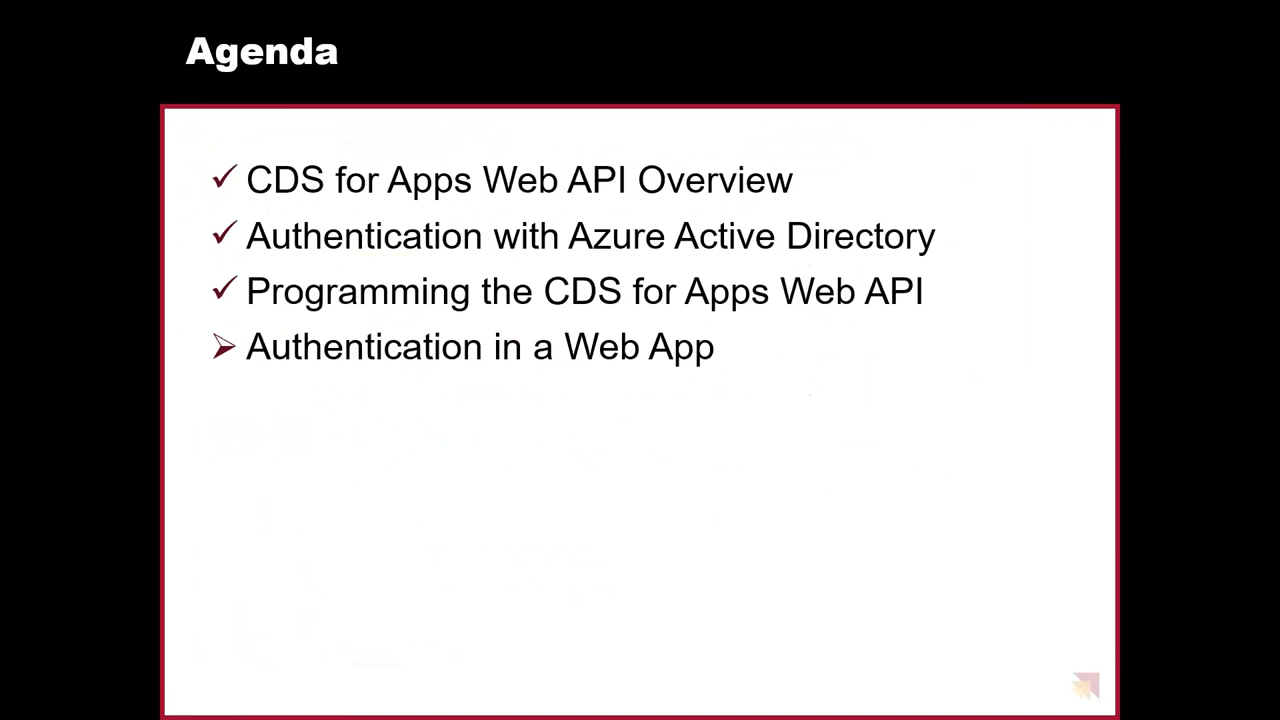 Agenda
✓ CDS for Apps Web API Overview
✓ Authentication with Azure Active Directory
✓ Programming the CDS for Apps Web API
➢ Authentication in a Web App